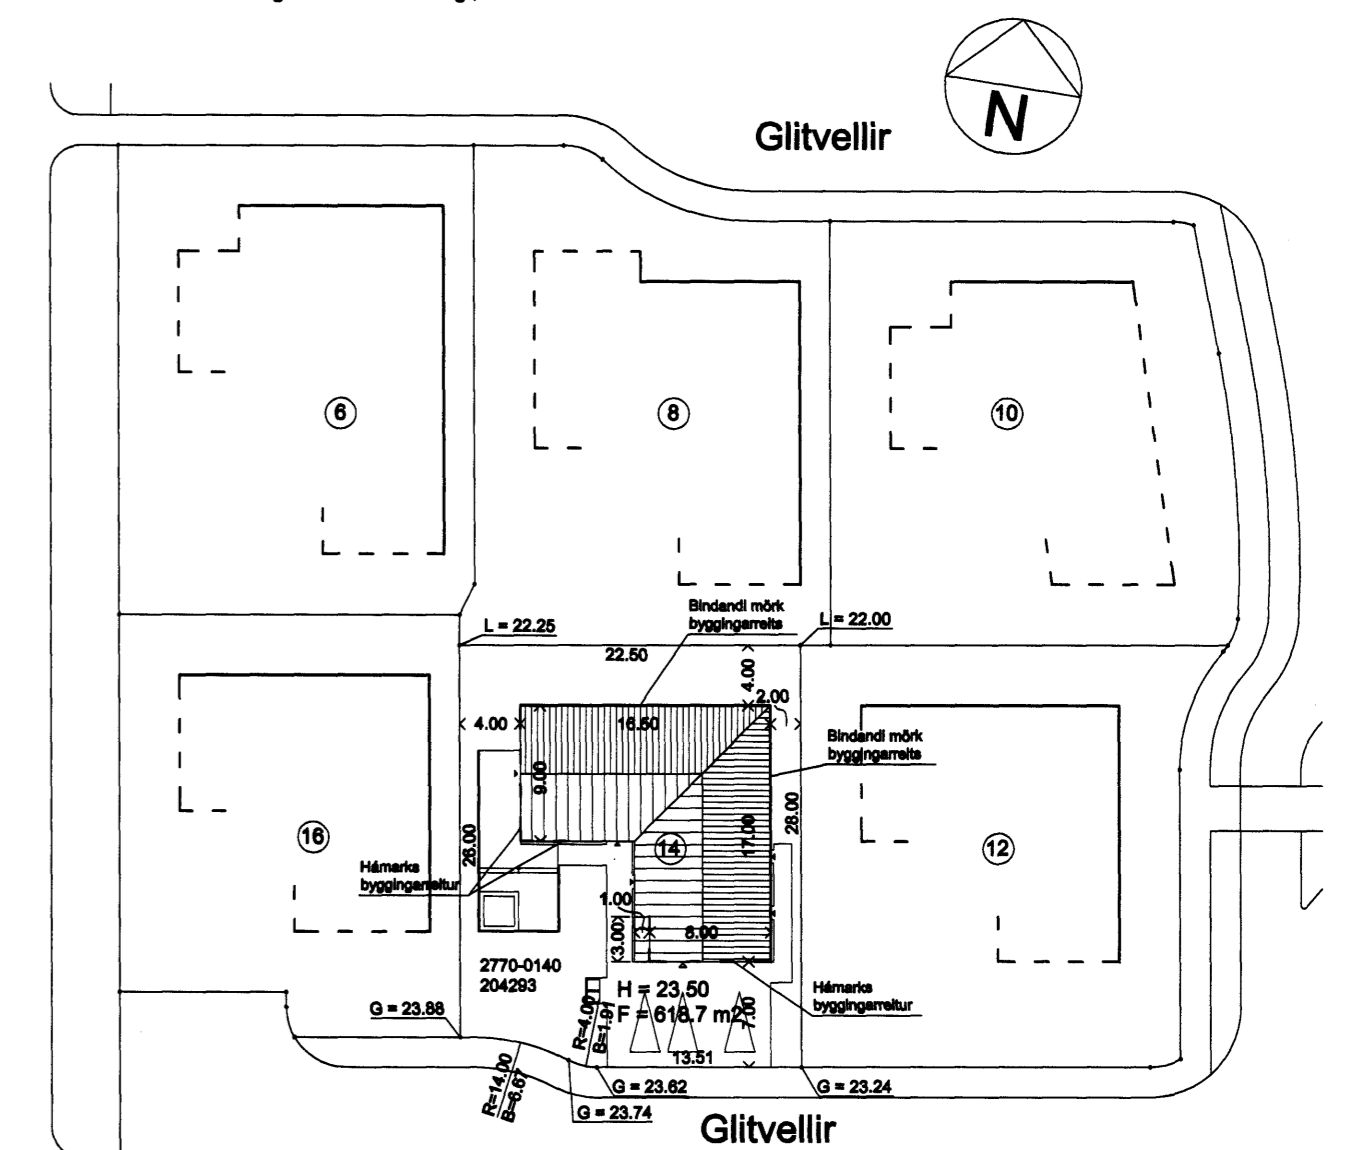 N
Glitvellir
6
8
10
Bindandi mörk
byggingarreits
L = 22.25
L = 22.00
22.50
4.00
2.00
4.00
16.50
Bindandi mörk
byggingarreits
9.00
28.00
17.00
26.00
16
14
12
Hámarks
byggingarreitur
1.00
3.00
8.00
2770-0140
204293
H = 23.50
F = 618.7 m2
Hámarks
byggingarreitur
G = 23.88
R=4.00
B=1.91
7.00
13.51
R=14.00
B=6.67
G = 23.62
G = 23.24
G = 23.74
Glitvellir